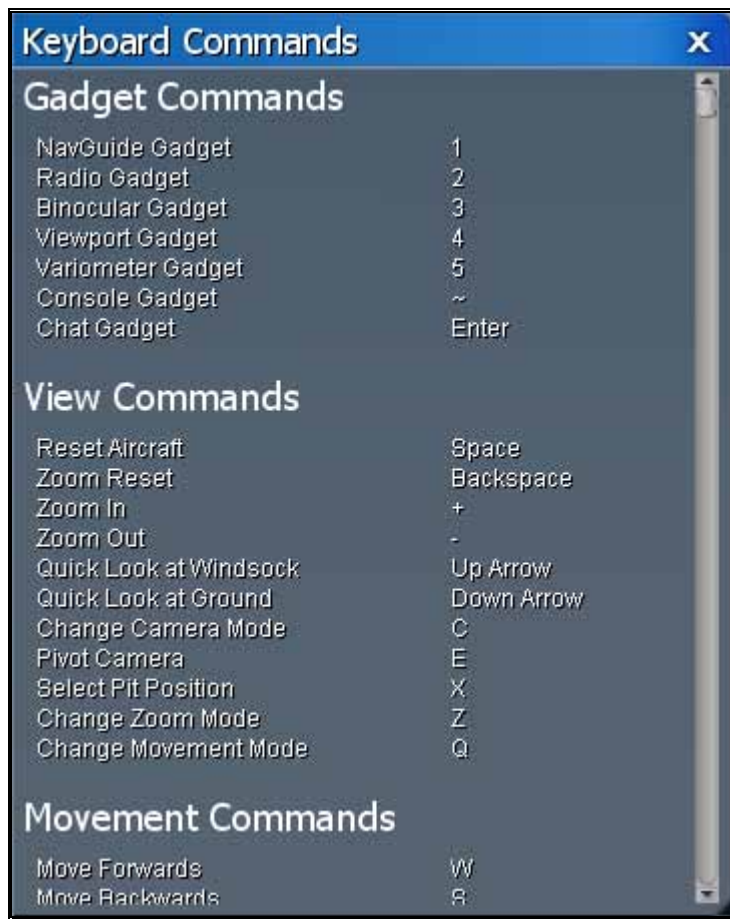 Keyboard Commands x
Gadget Commands
NavGuide Gadget 1
Radio Gadget 2
Binocular Gadget 3
Viewport Gadget 4
Variometer Gadget 5
Console Gadget ~
Chat Gadget Enter
View Commands
Reset Aircraft Space
Zoom Reset Backspace
Zoom In +
Zoom Out -
Quick Look at Windsock Up Arrow
Quick Look at Ground Down Arrow
Change Camera Mode C
Pivot Camera E
Select Pit Position X
Change Zoom Mode Z
Change Movement Mode Q
Movement Commands
Move Forwards W
Move Backwards S